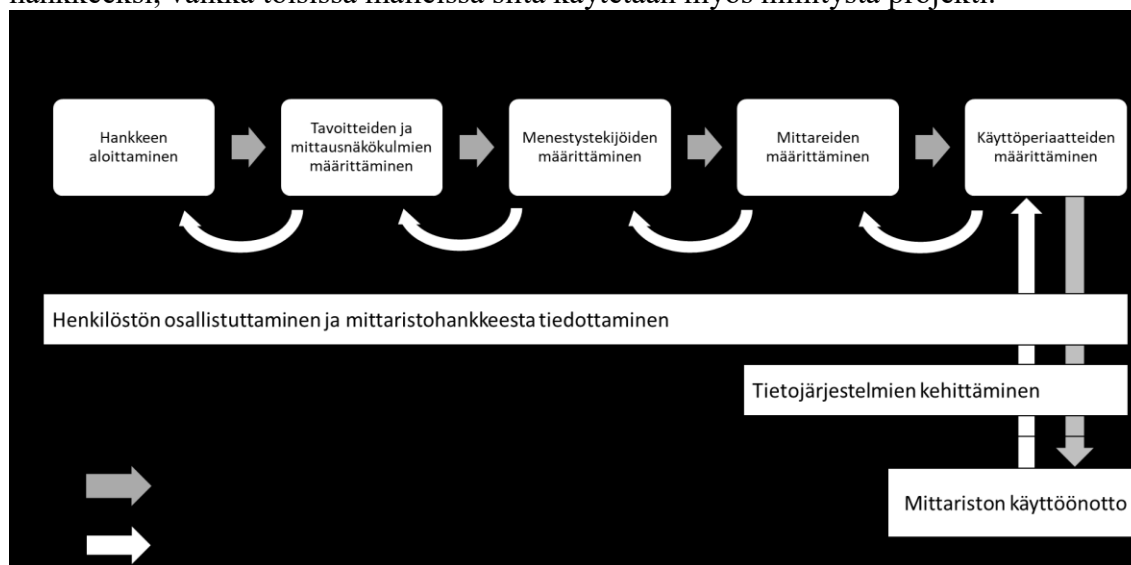 hankkeeksi, vaikka toisissa maneissa siitä käytetään myös nimitystä projekti.
Hankkeen
aloittaminen
Tavoitteiden ja
mittausnäkökulmien
määrittäminen
Menestystekijöiden
määrittäminen
Mittareiden
määrittäminen
Käyttöperiaatteiden
määrittäminen
Henkilöstön osallistuttaminen ja mittaristohankkeesta tiedottaminen
Tietojärjestelmien kehittäminen
Mittariston käyttöönotto